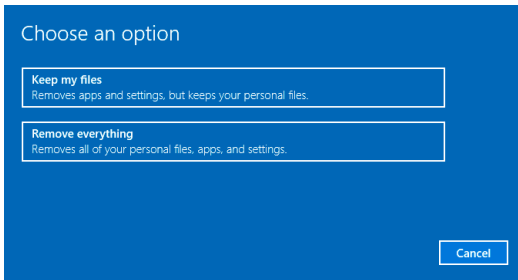 Choose an option
Keep my files
Removes apps and settings, but keeps your personal files.
Remove everything
Removes all of your personal files, apps, and settings.
Cancel